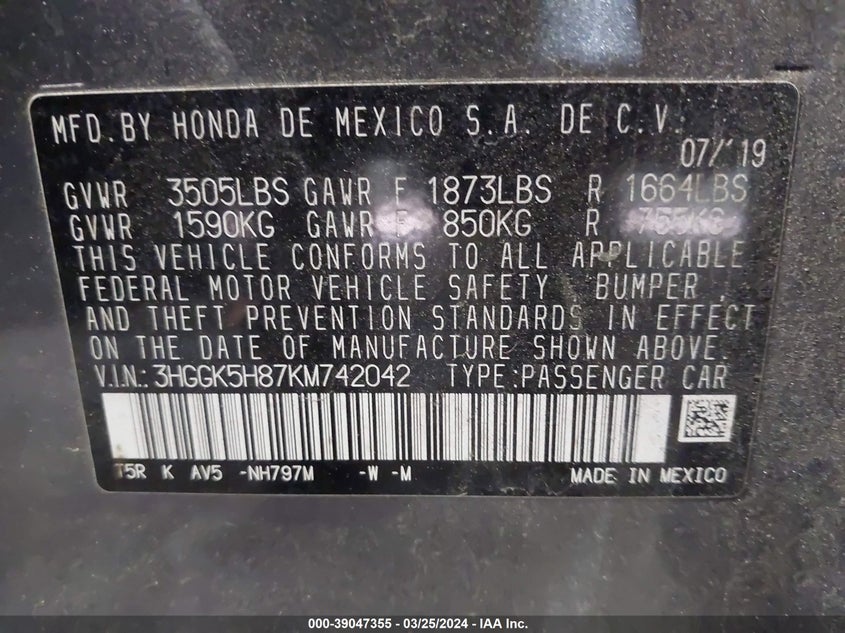 MFD.BY HONDA DE MEXICO S.A. DE C.V.
07/'19
GVWR 3505LBS GAWR F 1873LBS R 1664LBS
GVWR 1590KG GAWR F 850KG R 755KG
THIS VEHICLE CONFORMS TO ALL APPLICABLE
FEDERAL MOTOR VEHICLE SAFETY, BUMPER,
AND THEFT PREVENTION STANDARDS IN EFFECT
ON THE DATE OF MANUFACTURE SHOWN ABOVE.
V.I.N.: 3HGGK5H87KM742042 TYPE:PASSENGER CAR
T5R K AV5 -NH797M -W -M MADE IN MEXICO
000-39047355 - 03/25/2024 - IAA Inc.